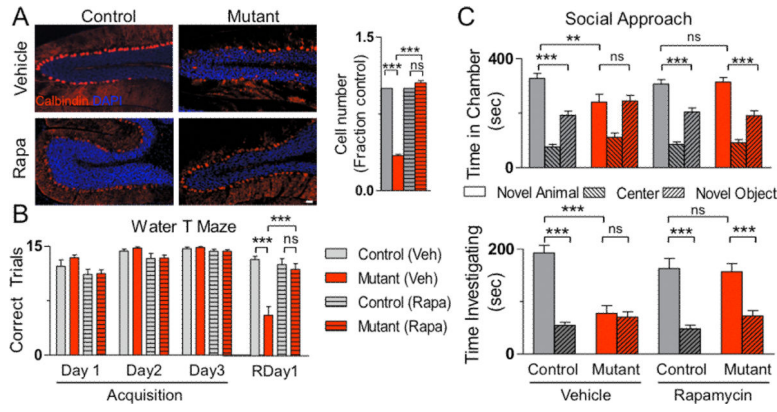 A
Control
Mutant
Vehicle
Calbindin DAPI
Rapa
Cell number
(Fraction control)
1.5
1.0
0
***
***
ns
B
Water T Maze
Correct Trials
15
0
***
***
ns
Day 1
Day2
Day3
RDay1
Acquisition
Control (Veh)
Mutant (Veh)
Control (Rapa)
Mutant (Rapa)
C
Social Approach
Time in Chamber
(sec)
400
200
0
**
ns
***
ns
***
***
Novel Animal
Center
Novel Object
Time Investigating
(sec)
200
100
0
***
ns
***
ns
***
***
Control
Mutant
Control
Mutant
Vehicle
Rapamycin